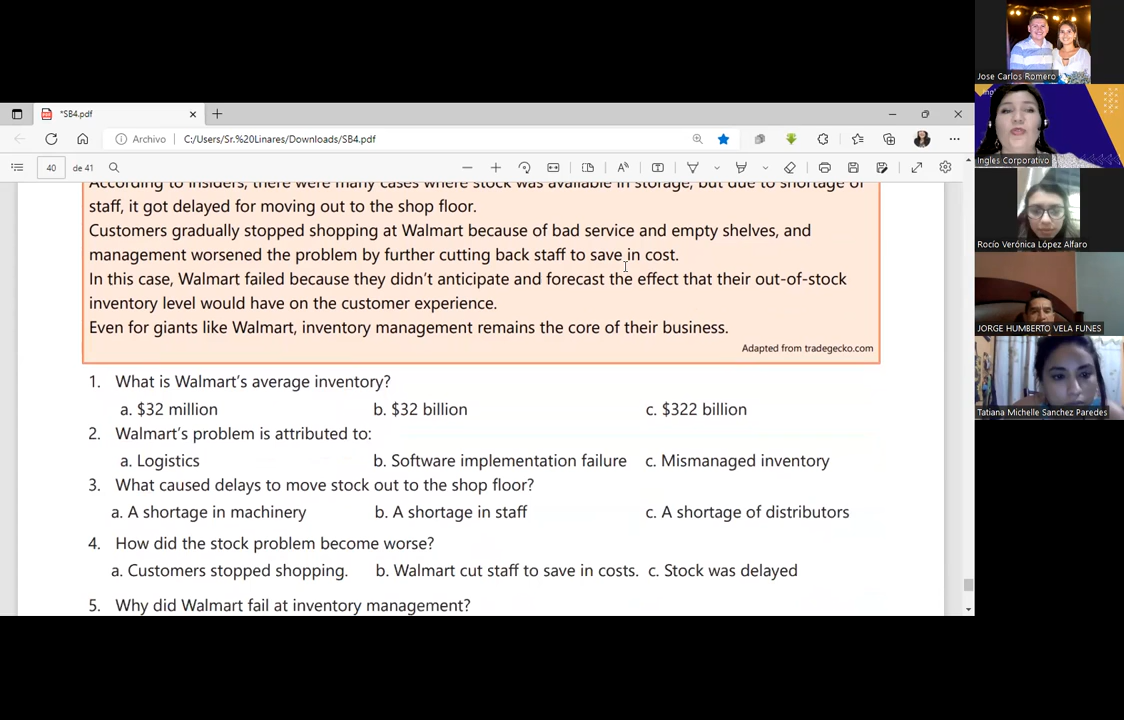 *SB4.pdf
Archivo C:/Users/Sr.%20Linares/Downloads/SB4.pdf
40 de 41
According to insiders, there were many cases where stock was available in storage, but due to shortage of
staff, it got delayed for moving out to the shop floor.
Customers gradually stopped shopping at Walmart because of bad service and empty shelves, and
management worsened the problem by further cutting back staff to save in cost.
In this case, Walmart failed because they didn't anticipate and forecast the effect that their out-of-stock
inventory level would have on the customer experience.
Even for giants like Walmart, inventory management remains the core of their business.
Adapted from tradegecko.com
1. What is Walmart's average inventory?
a. $32 million b. $32 billion c. $322 billion
2. Walmart's problem is attributed to:
a. Logistics b. Software implementation failure c. Mismanaged inventory
3. What caused delays to move stock out to the shop floor?
a. A shortage in machinery b. A shortage in staff c. A shortage of distributors
4. How did the stock problem become worse?
a. Customers stopped shopping. b. Walmart cut staff to save in costs. c. Stock was delayed
5. Why did Walmart fail at inventory management?
Jose Carlos Romero
Ingles Corporativo
Rocío Verónica López Alfaro
JORGE HUMBERTO VELA FUNES
Tatiana Michelle Sanchez Paredes